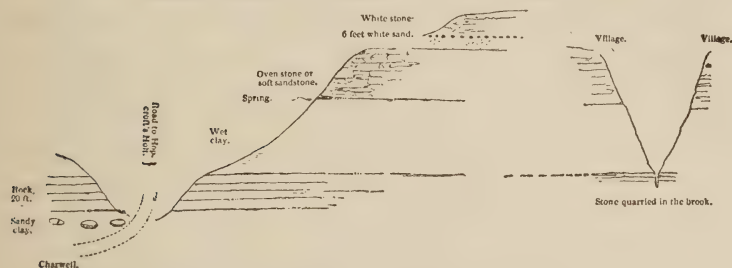 White stone-
6 feet white sand.
Village.
Village.
Oven stone or
soft sandstone.
Spring.
Road to Hop-
croft's Holt.
Wet
clay.
Rock,
20 ft.
Sandy
clay.
Stone quarried in the brook.
Charwell.